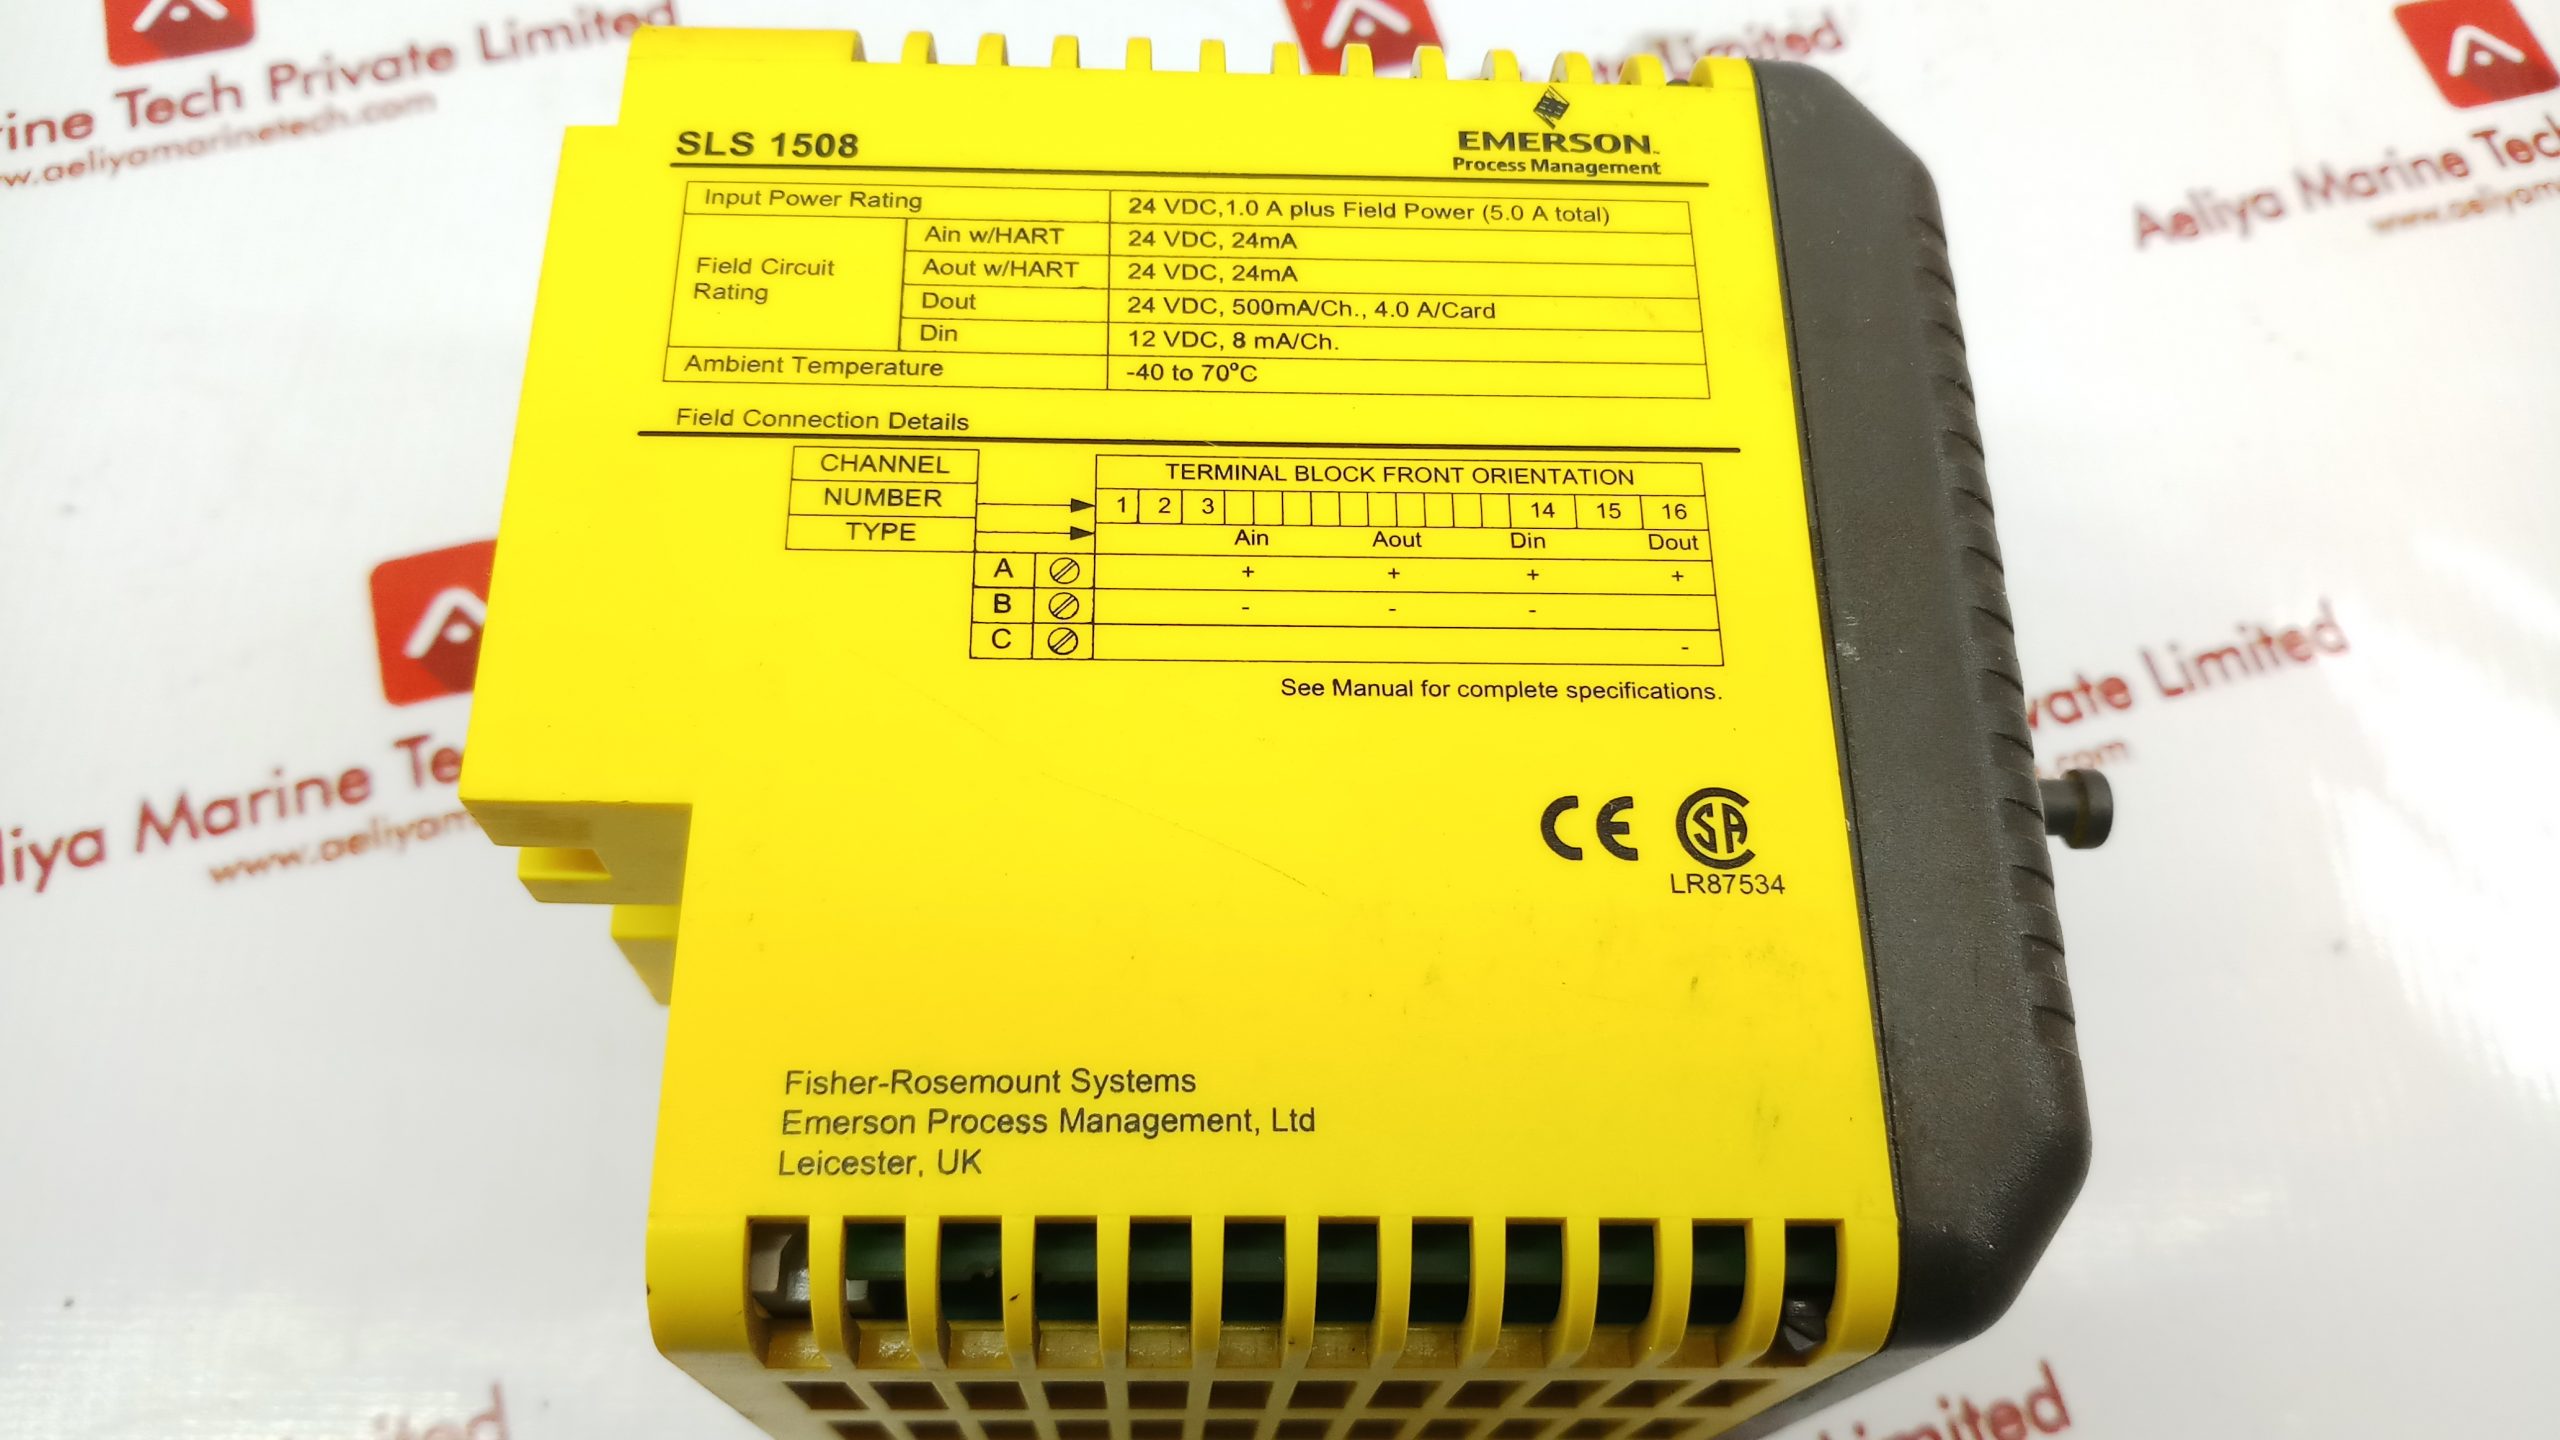 SLS 1508
EMERSON
Process Management
Input Power Rating 24 VDC,1.0 A plus Field Power (5.0 A total)
Field Circuit Rating
Ain w/HART 24 VDC, 24mA
Aout w/HART 24 VDC, 24mA
Dout 24 VDC, 500mA/Ch., 4.0 A/Card
Din 12 VDC, 8 mA/Ch.
Ambient Temperature -40 to 70°C
Field Connection Details
CHANNEL
NUMBER
TYPE
TERMINAL BLOCK FRONT ORIENTATION
1 2 3 14 15 16
Ain Aout Din Dout
A + + + +
B - - -
C -
See Manual for complete specifications.
CE SA
LR87534
Fisher-Rosemount Systems
Emerson Process Management, Ltd
Leicester, UK
Tech Private Limited
Aeliya Marine Tech
Marine
Limited